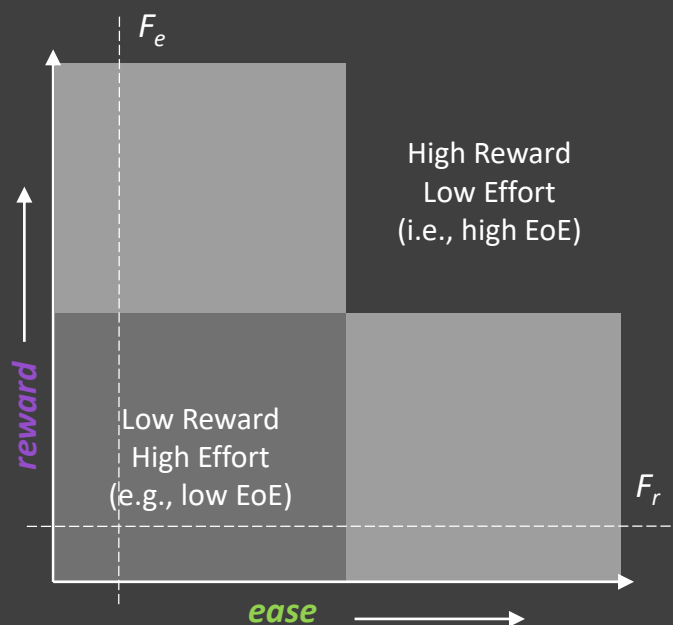 Fe
High Reward
Low Effort
(i.e., high EoE)
reward
Low Reward
High Effort
(e.g., low EoE)
Fr
ease